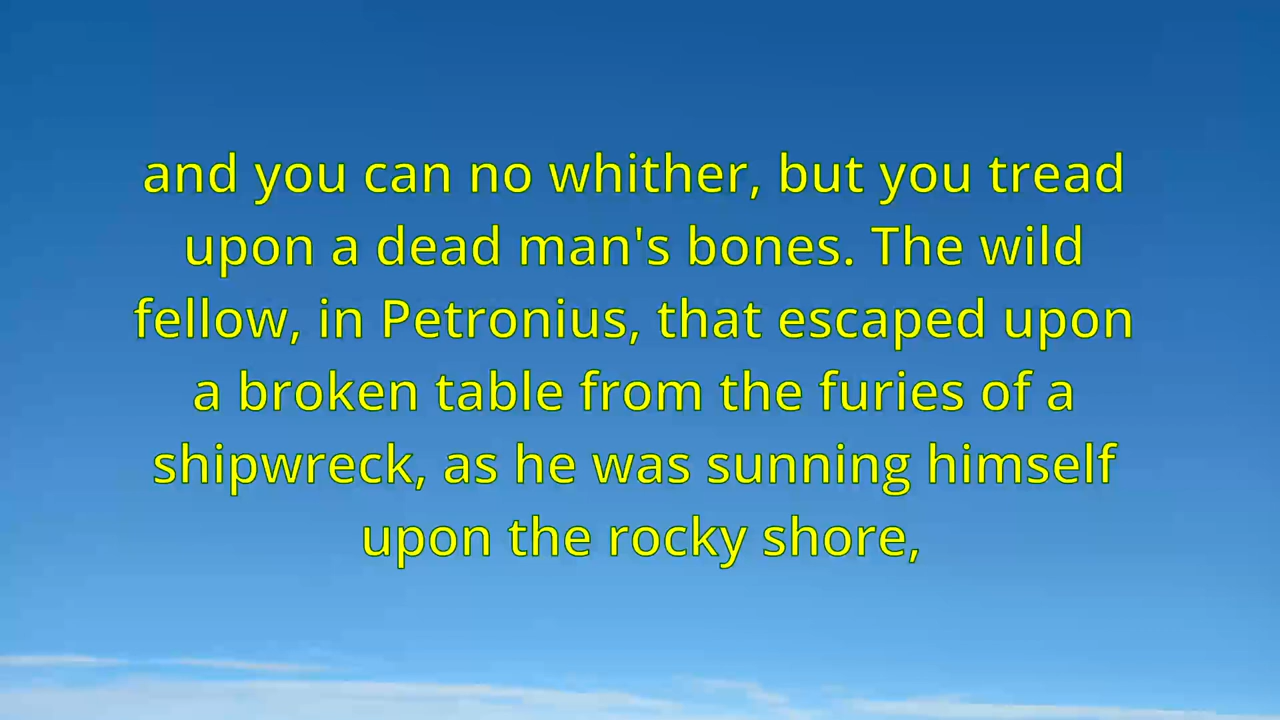 and you can no whither, but you tread
upon a dead man's bones. The wild
fellow, in Petronius, that escaped upon
a broken table from the furies of a
shipwreck, as he was sunning himself
upon the rocky shore,